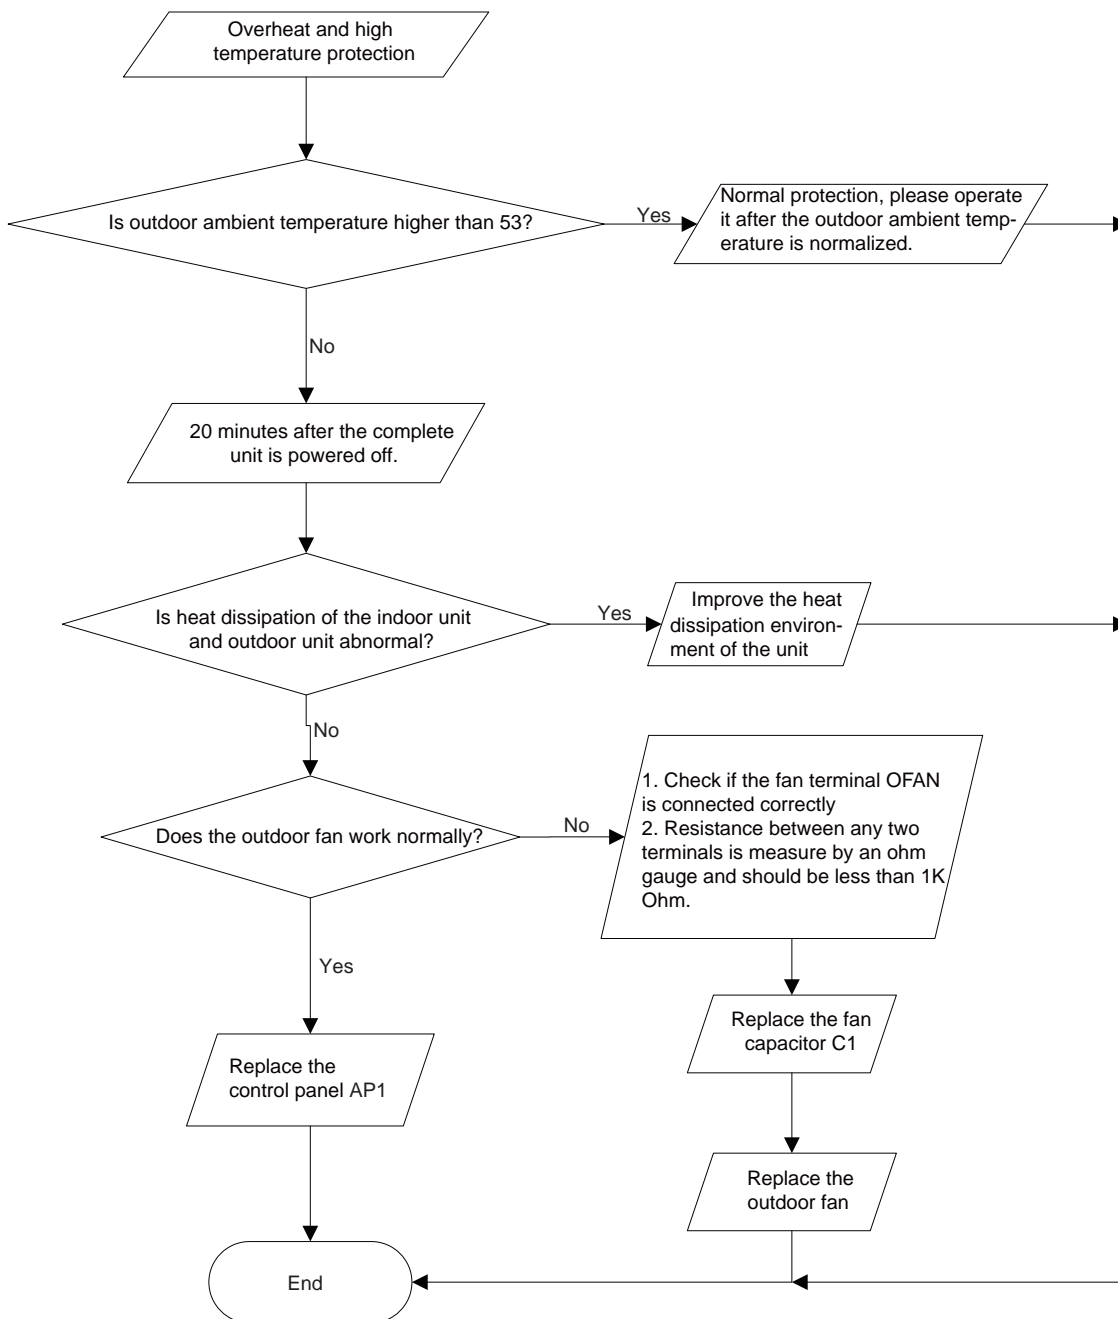 Overheat and high
temperature protection
Is outdoor ambient temperature higher than 53?
Yes
Normal protection, please operate
it after the outdoor ambient temp-
erature is normalized.
No
20 minutes after the complete
unit is powered off.
Is heat dissipation of the indoor unit
and outdoor unit abnormal?
Yes
Improve the heat
dissipation environ-
ment of the unit
No
Does the outdoor fan work normally?
No
1. Check if the fan terminal OFAN
is connected correctly
2. Resistance between any two
terminals is measure by an ohm
gauge and should be less than 1K
Ohm.
Yes
Replace the fan
capacitor C1
Replace the
control panel AP1
Replace the
outdoor fan
End